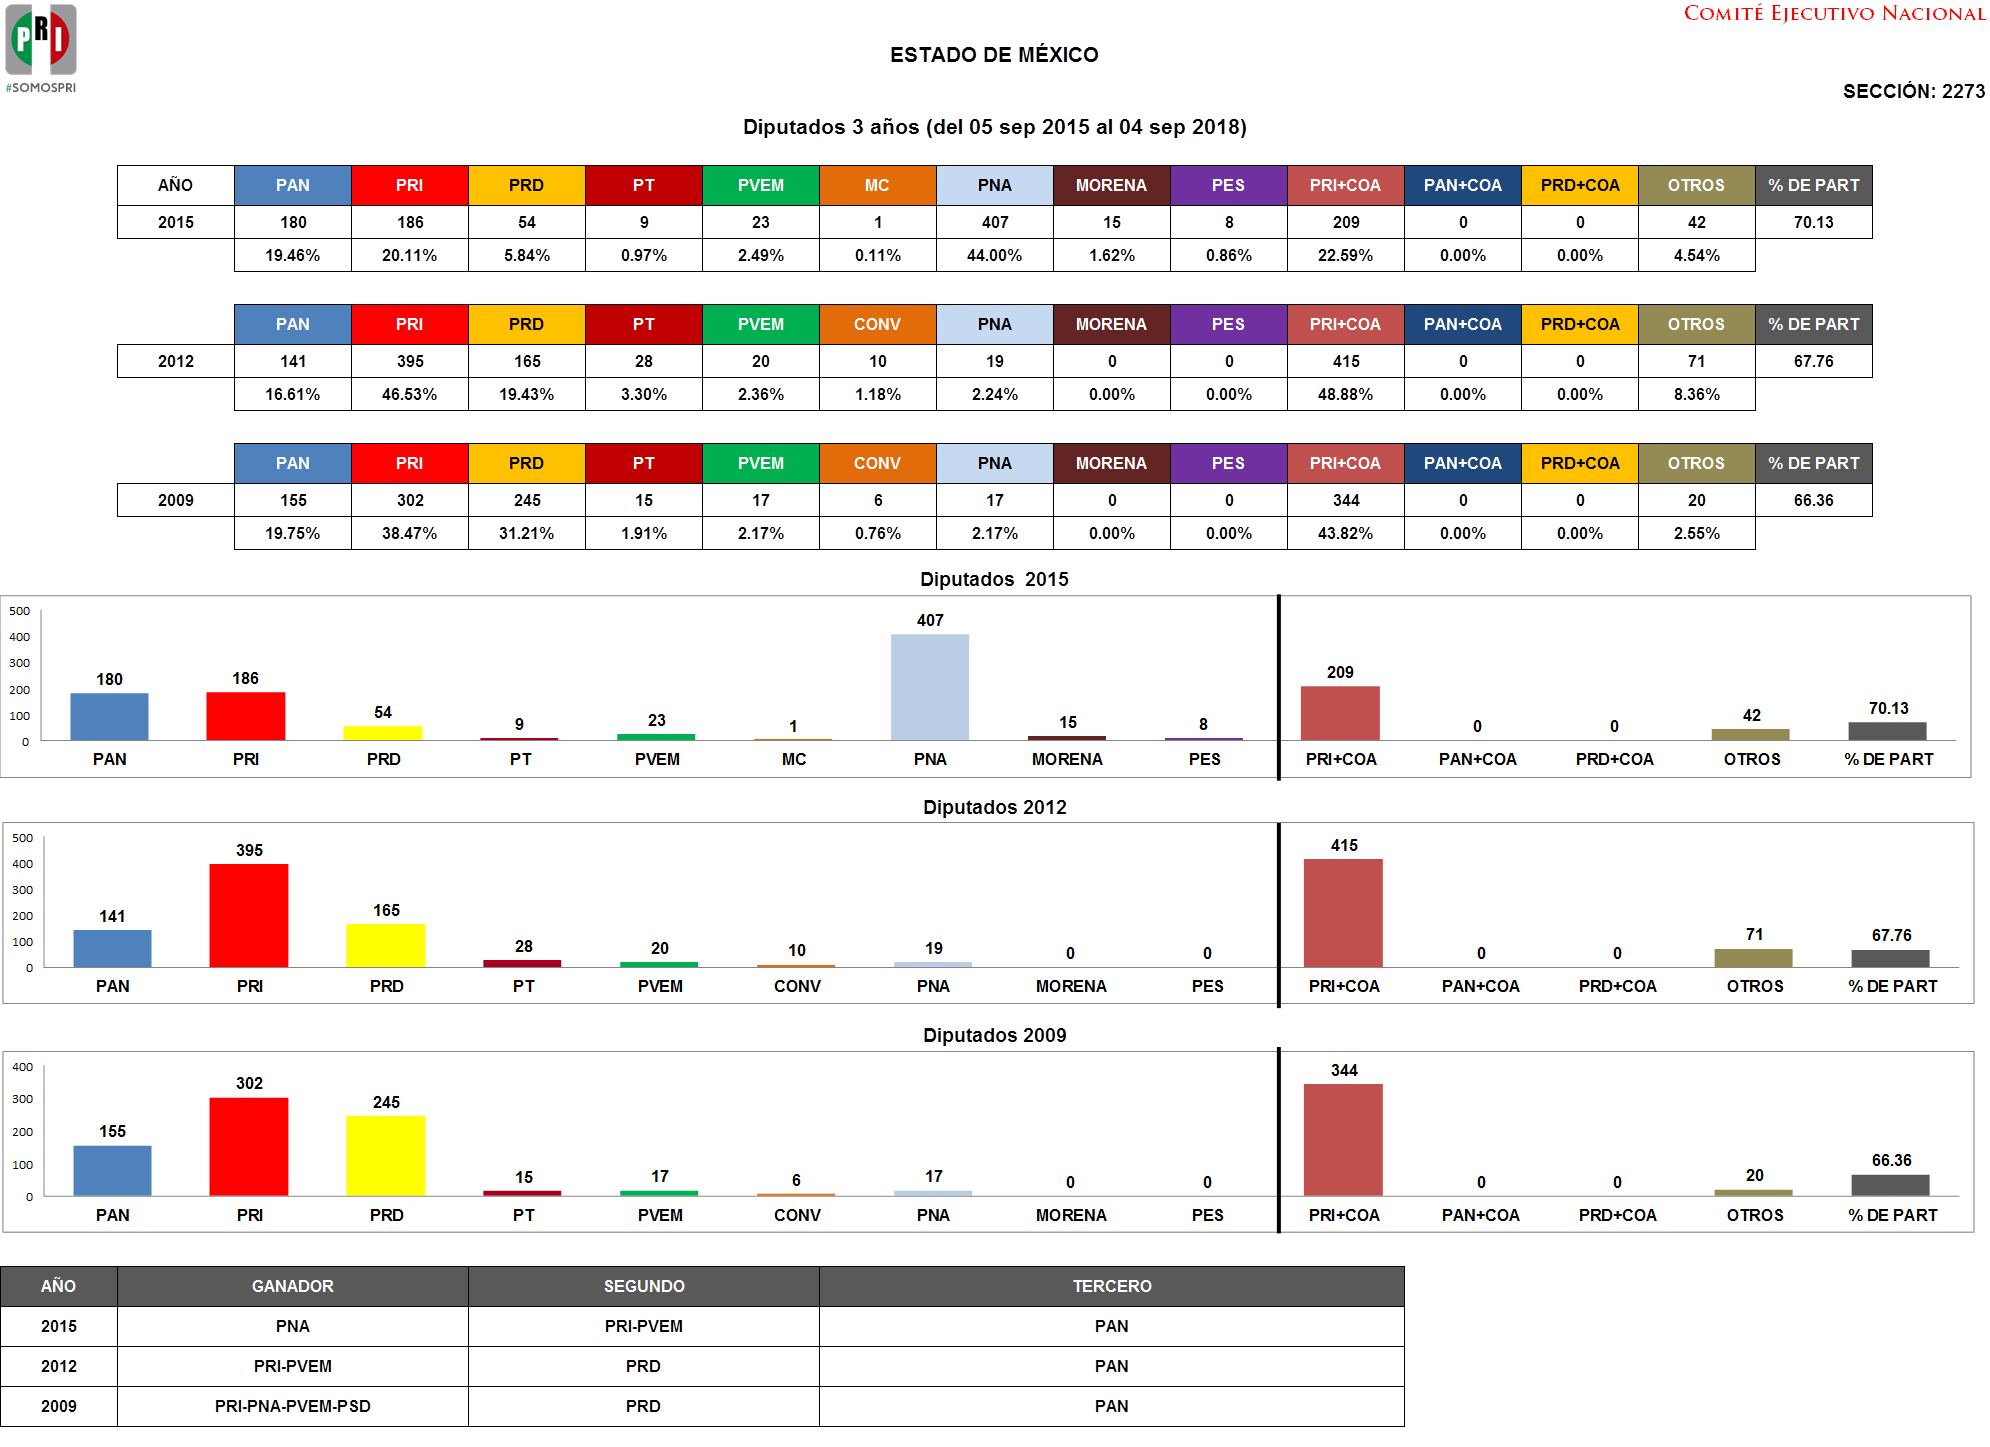 PRI
#SOMOSPRI
COMITÉ EJECUTIVO NACIONAL
ESTADO DE MÉXICO
SECCIÓN: 2273
Diputados 3 años (del 05 sep 2015 al 04 sep 2018)
AÑO PAN PRI PRD PT PVEM MC PNA MORENA PES PRI+COA PAN+COA PRD+COA OTROS % DE PART
2015 180 186 54 9 23 1 407 15 8 209 0 0 42 70.13
19.46% 20.11% 5.84% 0.97% 2.49% 0.11% 44.00% 1.62% 0.86% 22.59% 0.00% 0.00% 4.54%
PAN PRI PRD PT PVEM CONV PNA MORENA PES PRI+COA PAN+COA PRD+COA OTROS % DE PART
2012 141 395 165 28 20 10 19 0 0 415 0 0 71 67.76
16.61% 46.53% 19.43% 3.30% 2.36% 1.18% 2.24% 0.00% 0.00% 48.88% 0.00% 0.00% 8.36%
PAN PRI PRD PT PVEM CONV PNA MORENA PES PRI+COA PAN+COA PRD+COA OTROS % DE PART
2009 155 302 245 15 17 6 17 0 0 344 0 0 20 66.36
19.75% 38.47% 31.21% 1.91% 2.17% 0.76% 2.17% 0.00% 0.00% 43.82% 0.00% 0.00% 2.55%
Diputados 2015
500
400
300
200
100
0
180 186 54 9 23 1 407 15 8 209 0 0 42 70.13
PAN PRI PRD PT PVEM MC PNA MORENA PES PRI+COA PAN+COA PRD+COA OTROS % DE PART
Diputados 2012
500
400
300
200
100
0
141 395 165 28 20 10 19 0 0 415 0 0 71 67.76
PAN PRI PRD PT PVEM CONV PNA MORENA PES PRI+COA PAN+COA PRD+COA OTROS % DE PART
Diputados 2009
400
300
200
100
0
155 302 245 15 17 6 17 0 0 344 0 0 20 66.36
PAN PRI PRD PT PVEM CONV PNA MORENA PES PRI+COA PAN+COA PRD+COA OTROS % DE PART
AÑO GANADOR SEGUNDO TERCERO
2015 PNA PRI-PVEM PAN
2012 PRI-PVEM PRD PAN
2009 PRI-PNA-PVEM-PSD PRD PAN